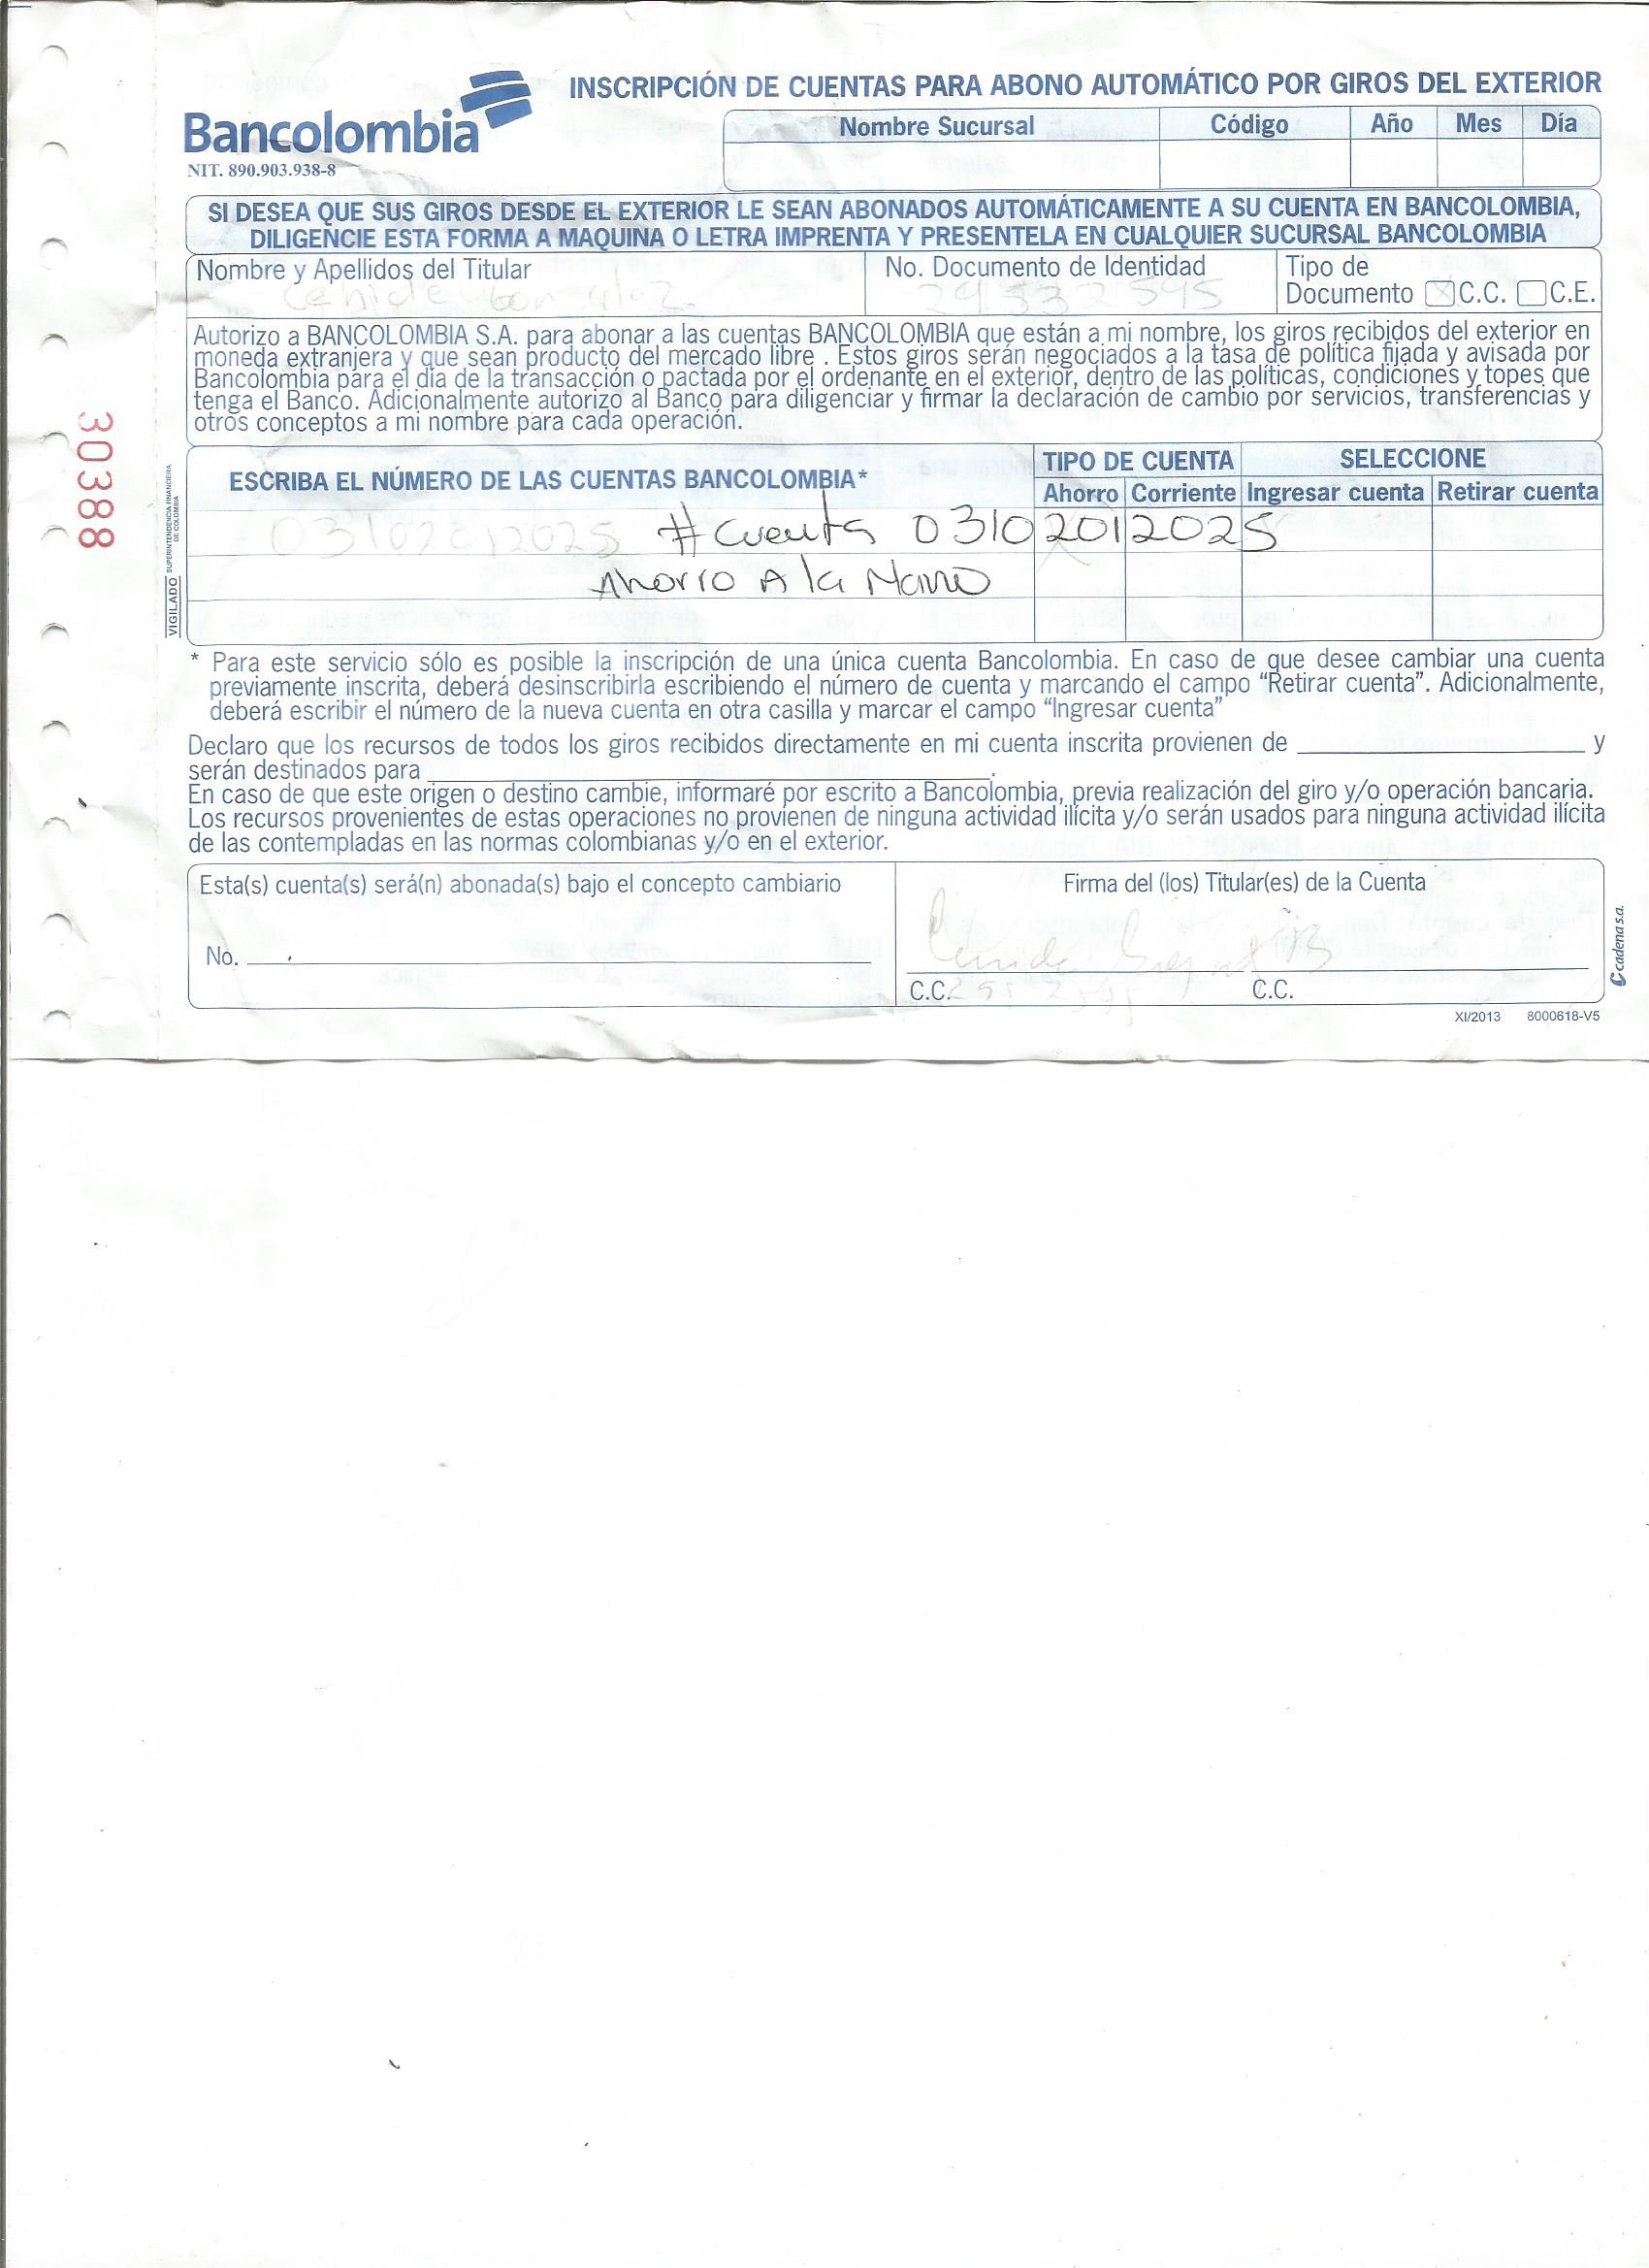 INSCRIPCIÓN DE CUENTAS PARA ABONO AUTOMÁTICO POR GIROS DEL EXTERIOR
Bancolombia
NIT. 890.903.938-8
Nombre Sucursal Código Año Mes Día
SI DESEA QUE SUS GIROS DESDE EL EXTERIOR LE SEAN ABONADOS AUTOMÁTICAMENTE A SU CUENTA EN BANCOLOMBIA,
DILIGENCIE ESTA FORMA A MAQUINA O LETRA IMPRENTA Y PRESENTELA EN CUALQUIER SUCURSAL BANCOLOMBIA
Nombre y Apellidos del Titular No. Documento de Identidad Tipo de
Documento C.C. C.E.
Autorizo a BANCOLOMBIA S.A. para abonar a las cuentas BANCOLOMBIA que están a mi nombre, los giros recibidos del exterior en
moneda extranjera y que sean producto del mercado libre . Estos giros serán negociados a la tasa de política fijada y avisada por
Bancolombia para el día de la transacción o pactada por el ordenante en el exterior, dentro de las políticas, condiciones y topes que
tenga el Banco. Adicionalmente autorizo al Banco para diligenciar y firmar la declaración de cambio por servicios, transferencias y
otros conceptos a mi nombre para cada operación.
30388
ESCRIBA EL NÚMERO DE LAS CUENTAS BANCOLOMBIA* TIPO DE CUENTA SELECCIONE
Ahorro Corriente Ingresar cuenta Retirar cuenta
03102012025 # Cuenta 03102012025
Ahorro A la Mano
VIGILADO SUPERINTENDENCIA FINANCIERA
DE COLOMBIA
* Para este servicio sólo es posible la inscripción de una única cuenta Bancolombia. En caso de que desee cambiar una cuenta
previamente inscrita, deberá desinscribirla escribiendo el número de cuenta y marcando el campo “Retirar cuenta”. Adicionalmente,
deberá escribir el número de la nueva cuenta en otra casilla y marcar el campo “Ingresar cuenta”
Declaro que los recursos de todos los giros recibidos directamente en mi cuenta inscrita provienen de y
serán destinados para .
En caso de que este origen o destino cambie, informaré por escrito a Bancolombia, previa realización del giro y/o operación bancaria.
Los recursos provenientes de estas operaciones no provienen de ninguna actividad ilícita y/o serán usados para ninguna actividad ilícita
de las contempladas en las normas colombianas y/o en el exterior.
Esta(s) cuenta(s) será(n) abonada(s) bajo el concepto cambiario Firma del (los) Titular(es) de la Cuenta
No.
C.C. C.C.
cadena s.a.
XI/2013 8000618-V5